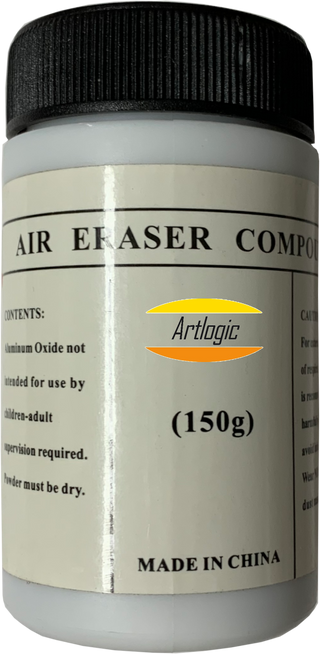 AIR ERASER
CONTENTS:
Aluminum Oxide not
intended for use by
children-adult
supervision required.
Powder must be dry.
Artlogic
(150g)
MADE IN CHINA